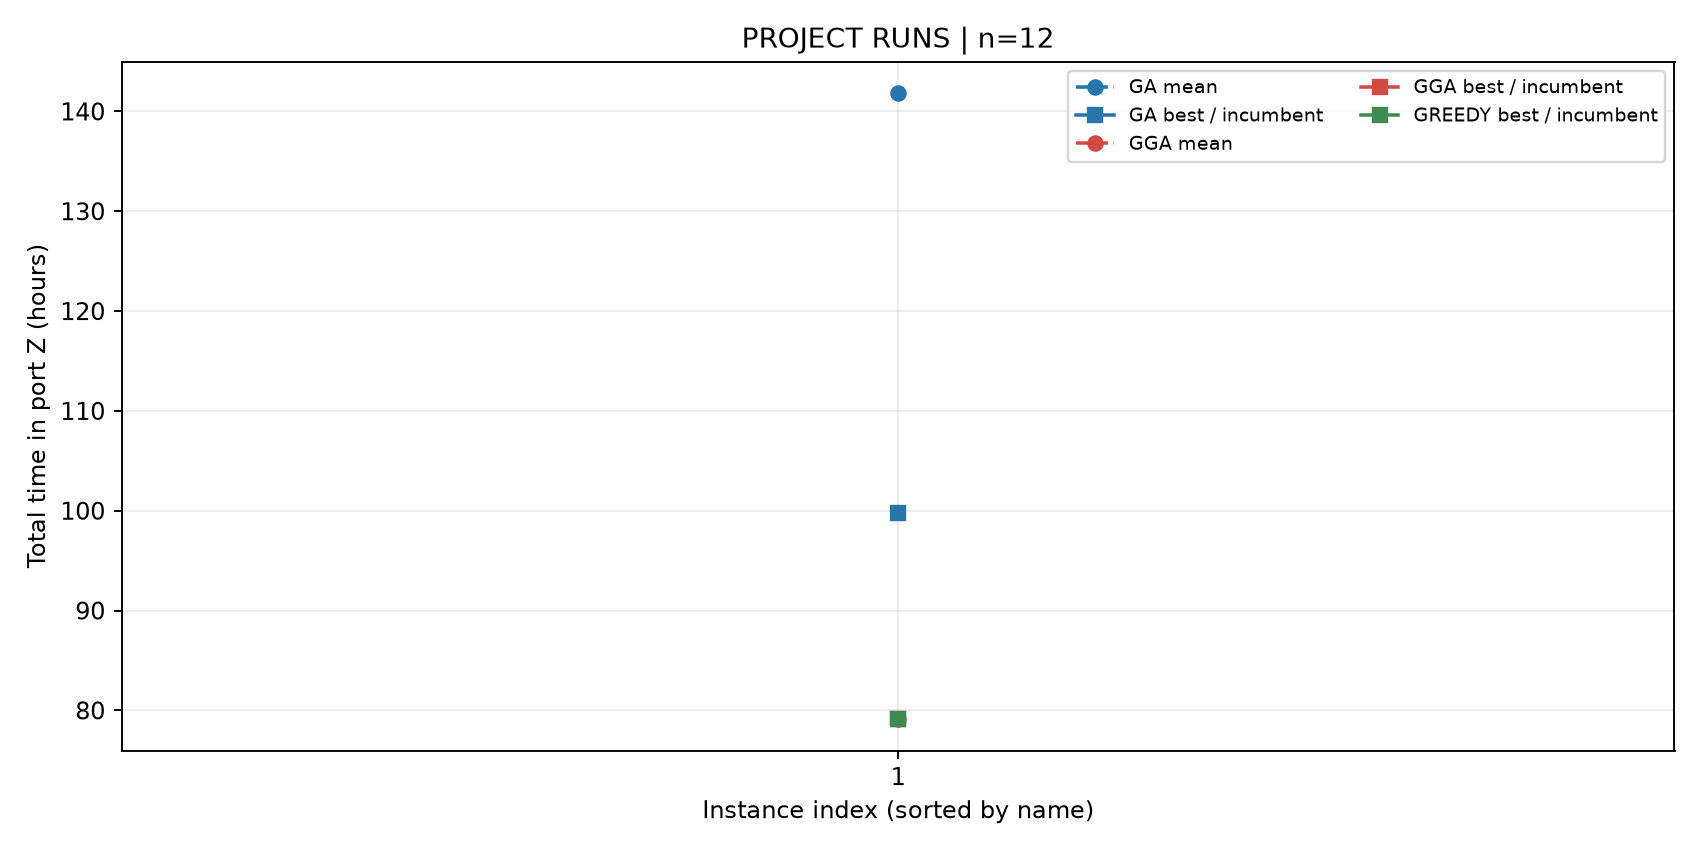 PROJECT RUNS | n=12
GA mean
GA best / incumbent
GGA mean
GGA best / incumbent
GREEDY best / incumbent
Total time in port Z (hours)
140
130
120
110
100
90
80
1
Instance index (sorted by name)